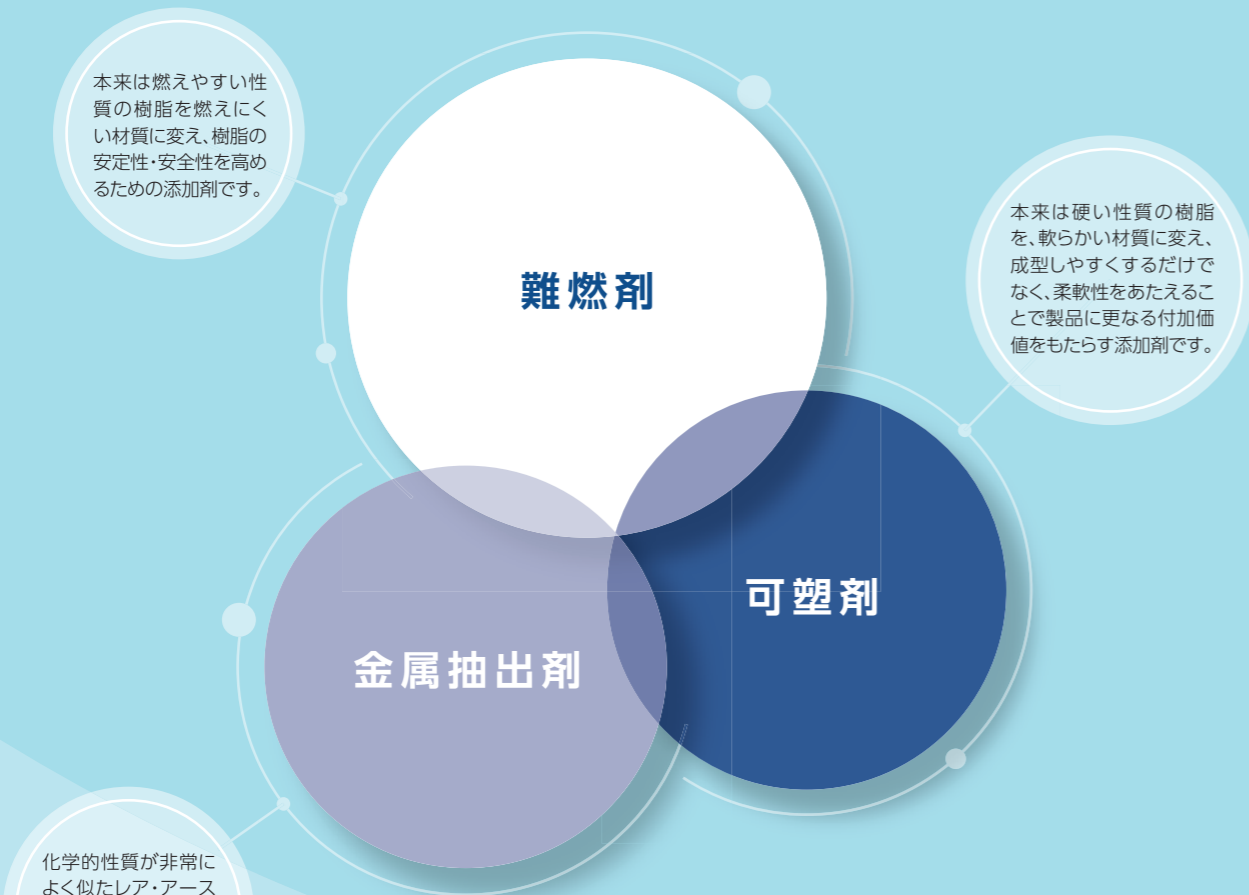 本来は燃えやすい性
質の樹脂を燃えにく
い材質に変え、樹脂の
安定性・安全性を高め
るための添加剤です。
難燃剤
本来は硬い性質の樹脂
を、軟らかい材質に変え、
成型しやすくするだけで
なく、柔軟性をあたえるこ
とで製品に更なる付加価
値をもたらす添加剤です。
可塑剤
金属抽出剤
化学的性質が非常に
よく似たレア・アース